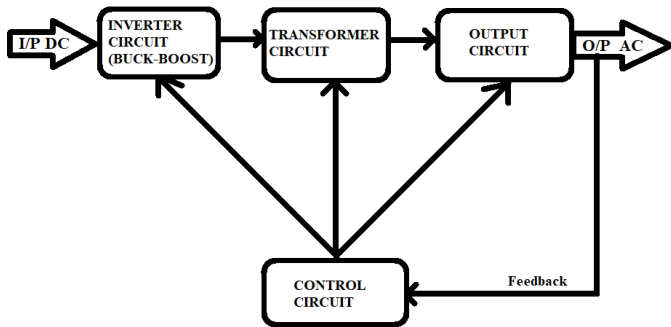 I/P DC
INVERTER
CIRCUIT
(BUCK-BOOST)
TRANSFORMER
CIRCUIT
OUTPUT
CIRCUIT
O/P AC
Feedback
CONTROL
CIRCUIT